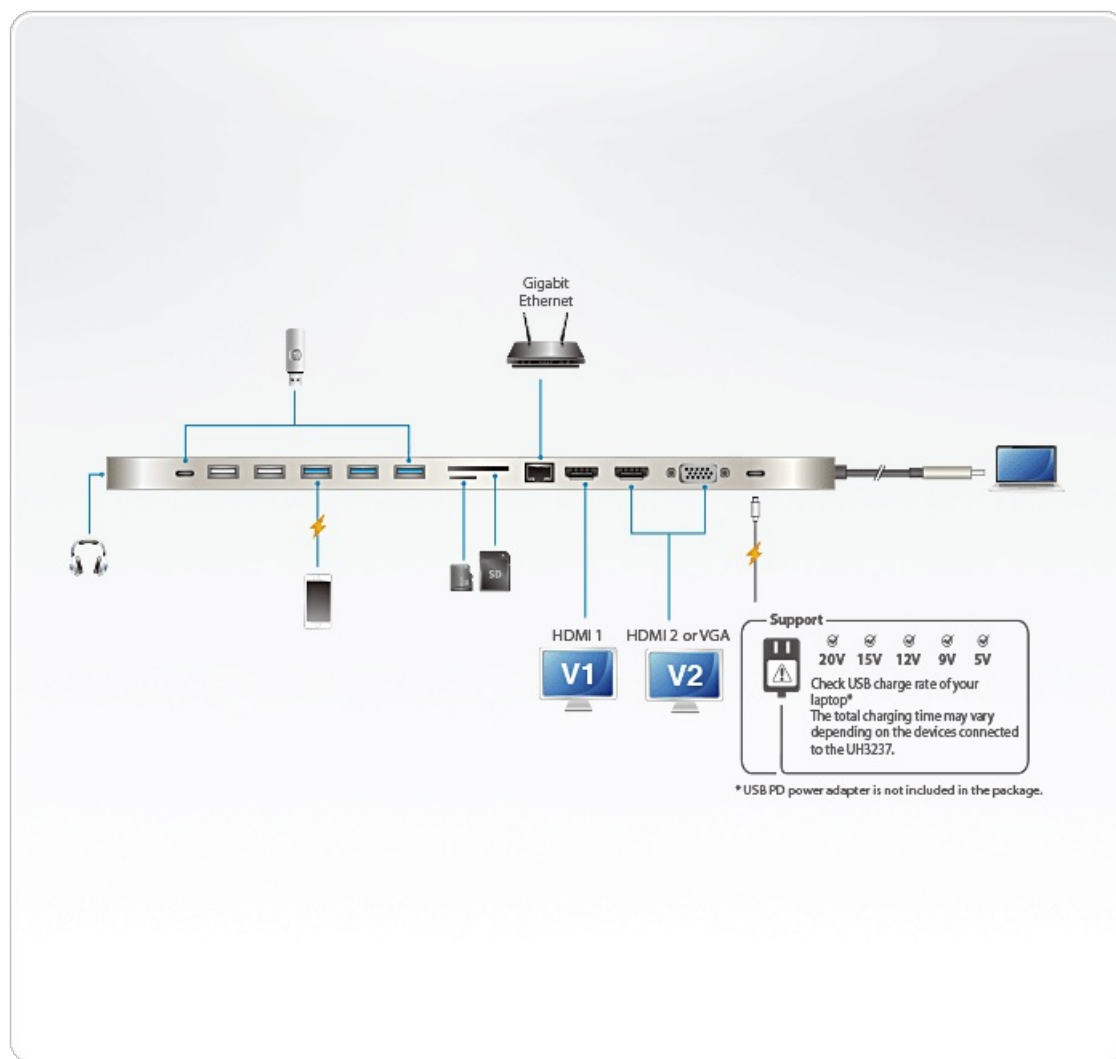 Gigabit
Ethernet
SD
HDMI 1
HDMI 2 or VGA
V1
V2
Support
20V 15V 12V 9V 5V
Check USB charge rate of your
laptop*
The total charging time may vary
depending on the devices connected
to the UH3237.
* USB PD power adapter is not included in the package.